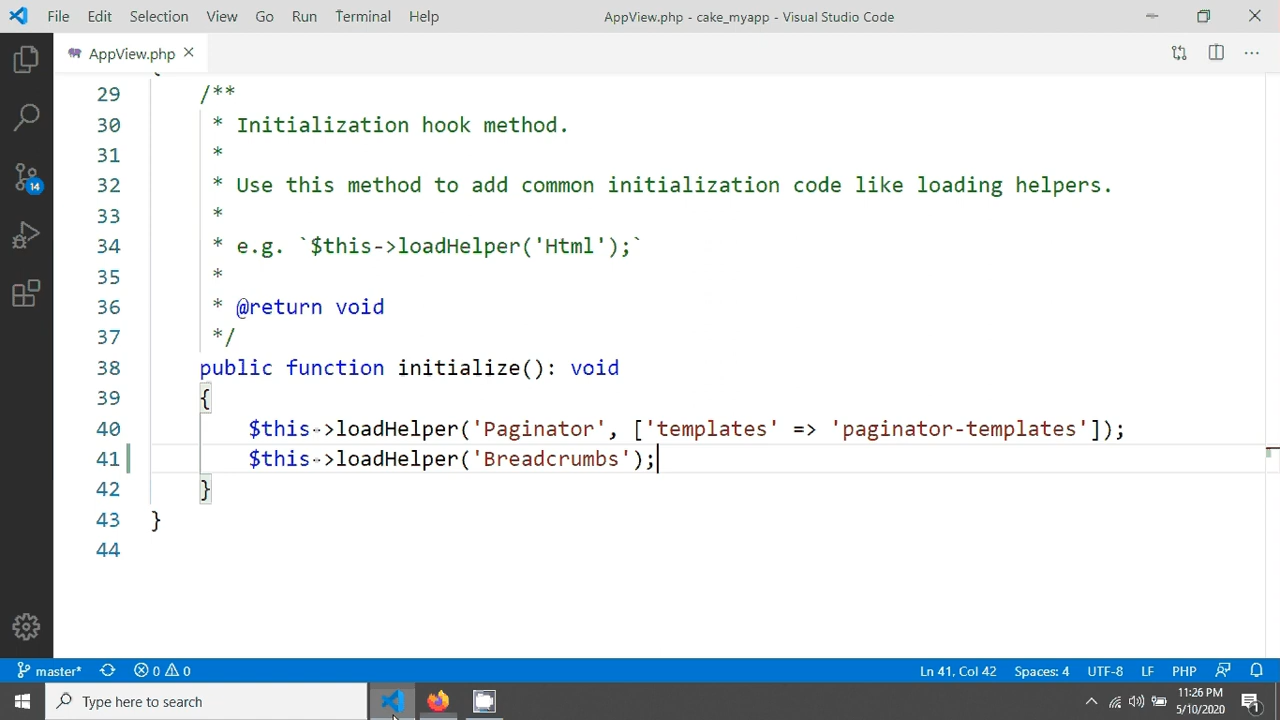 File Edit Selection View Go Run Terminal Help AppView.php - cake_myapp - Visual Studio Code
AppView.php
29 /**
30 * Initialization hook method.
31 *
32 * Use this method to add common initialization code like loading helpers.
33 *
34 * e.g. `$this->loadHelper('Html');`
35 *
36 * @return void
37 */
38 public function initialize(): void
39 {
40 $this->loadHelper('Paginator', ['templates' => 'paginator-templates']);
41 $this->loadHelper('Breadcrumbs');
42 }
43 }
44
14
master* 0 0 Ln 41, Col 42 Spaces: 4 UTF-8 LF PHP
Type here to search
11:26 PM
5/10/2020
1